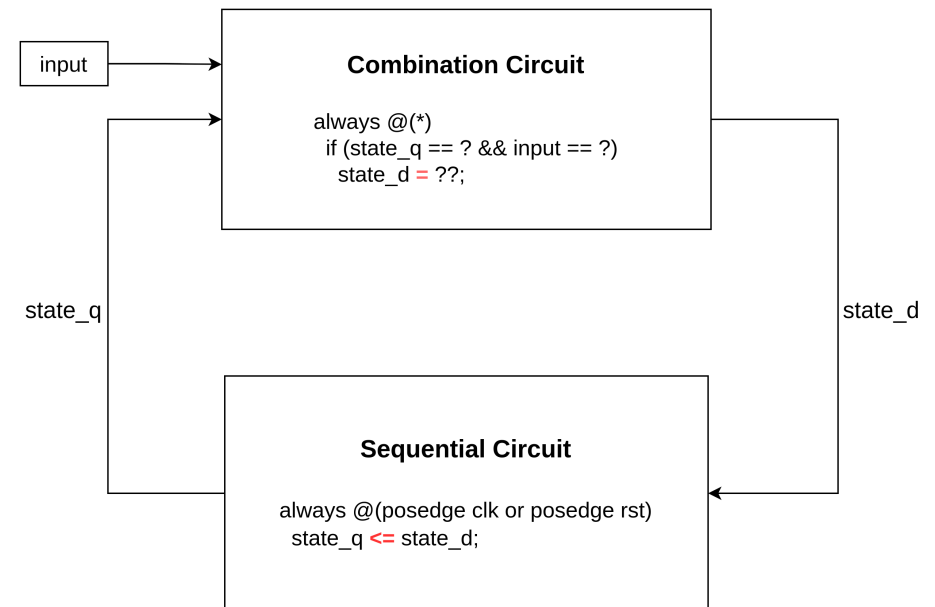 input
Combination Circuit
always @(*)
if (state_q == ? && input == ?)
state_d = ??;
state_q
state_d
Sequential Circuit
always @(posedge clk or posedge rst)
state_q <= state_d;